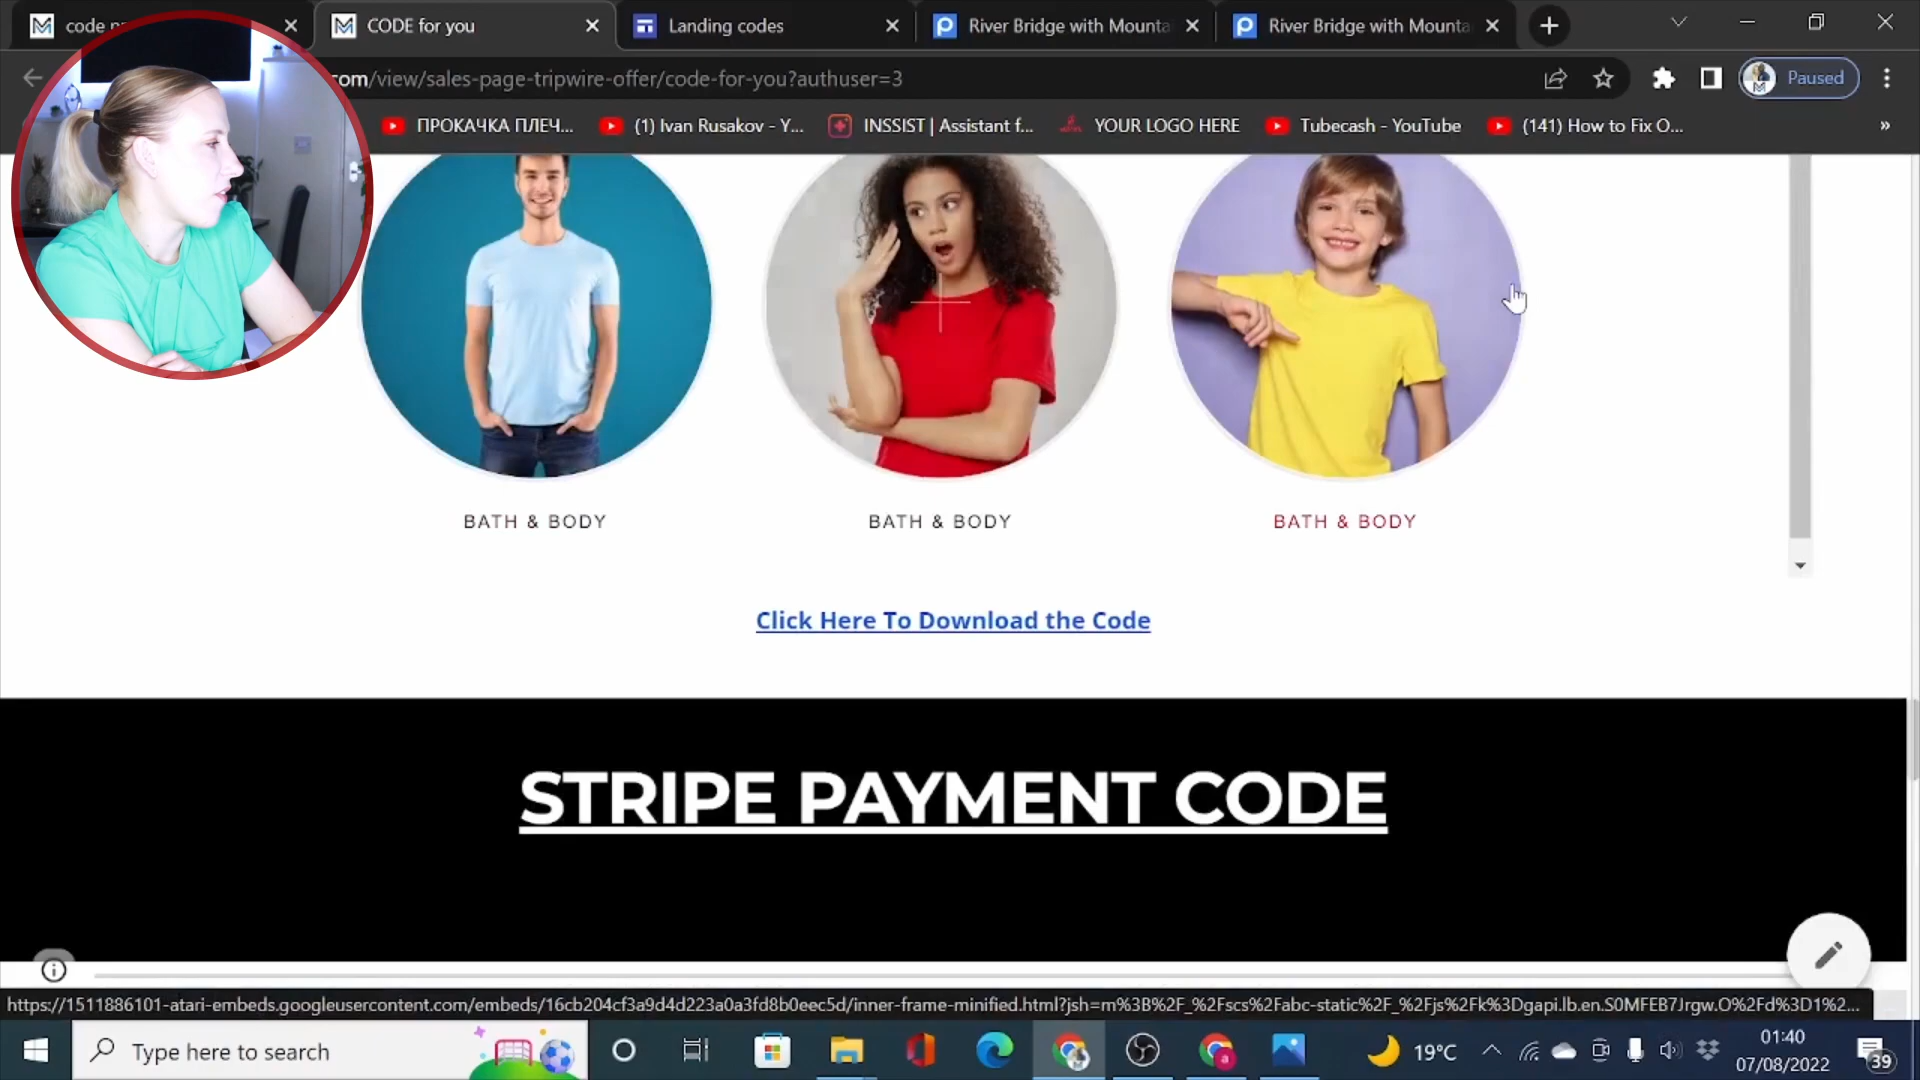 CODE for you
Landing codes
River Bridge with Mounta
River Bridge with Mounta
com/view/sales-page-tripwire-offer/code-for-you?authuser=3
Paused
ПРОКАЧКА ПЛЕЧ...
(1) Ivan Rusakov - Y...
INSSIST | Assistant f...
YOUR LOGO HERE
Tubecash - YouTube
(141) How to Fix O...
BATH & BODY
BATH & BODY
BATH & BODY
Click Here To Download the Code
STRIPE PAYMENT CODE
https://1511886101-atari-embeds.googleusercontent.com/embeds/16cb204cf3a9d4d223a0a3fd8b0eec5d/inner-frame-minified.html?jsh=m%3B%2F_%2Fscs%2Fabc-static%2F_%2Fjs%2Fk%3Dgapi.lb.en.S0MFEB7Jrgw.O%2Fd%3D1%2...
Type here to search
19°C
01:40
07/08/2022
39